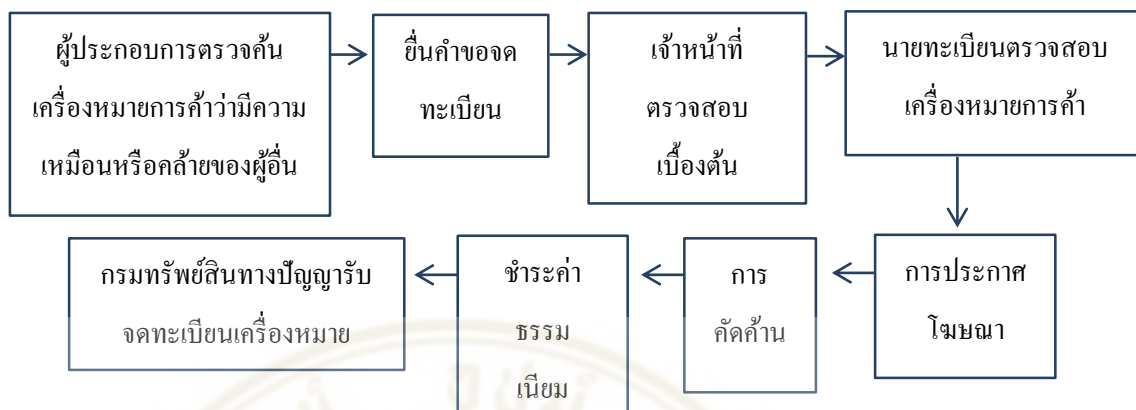 ผู้ประกอบการตรวจค้น
เครื่องหมายการค้าว่ามีความ
เหมือนหรือคล้ายของผู้อื่น
ยื่นคำขอจด
ทะเบียน
เจ้าหน้าที่
ตรวจสอบ
เบื้องต้น
นายทะเบียนตรวจสอบ
เครื่องหมายการค้า
การประกาศ
โฆษณา
การ
คัดค้าน
ชำระค่า
ธรรม
เนียม
กรมทรัพย์สินทางปัญญารับ
จดทะเบียนเครื่องหมาย